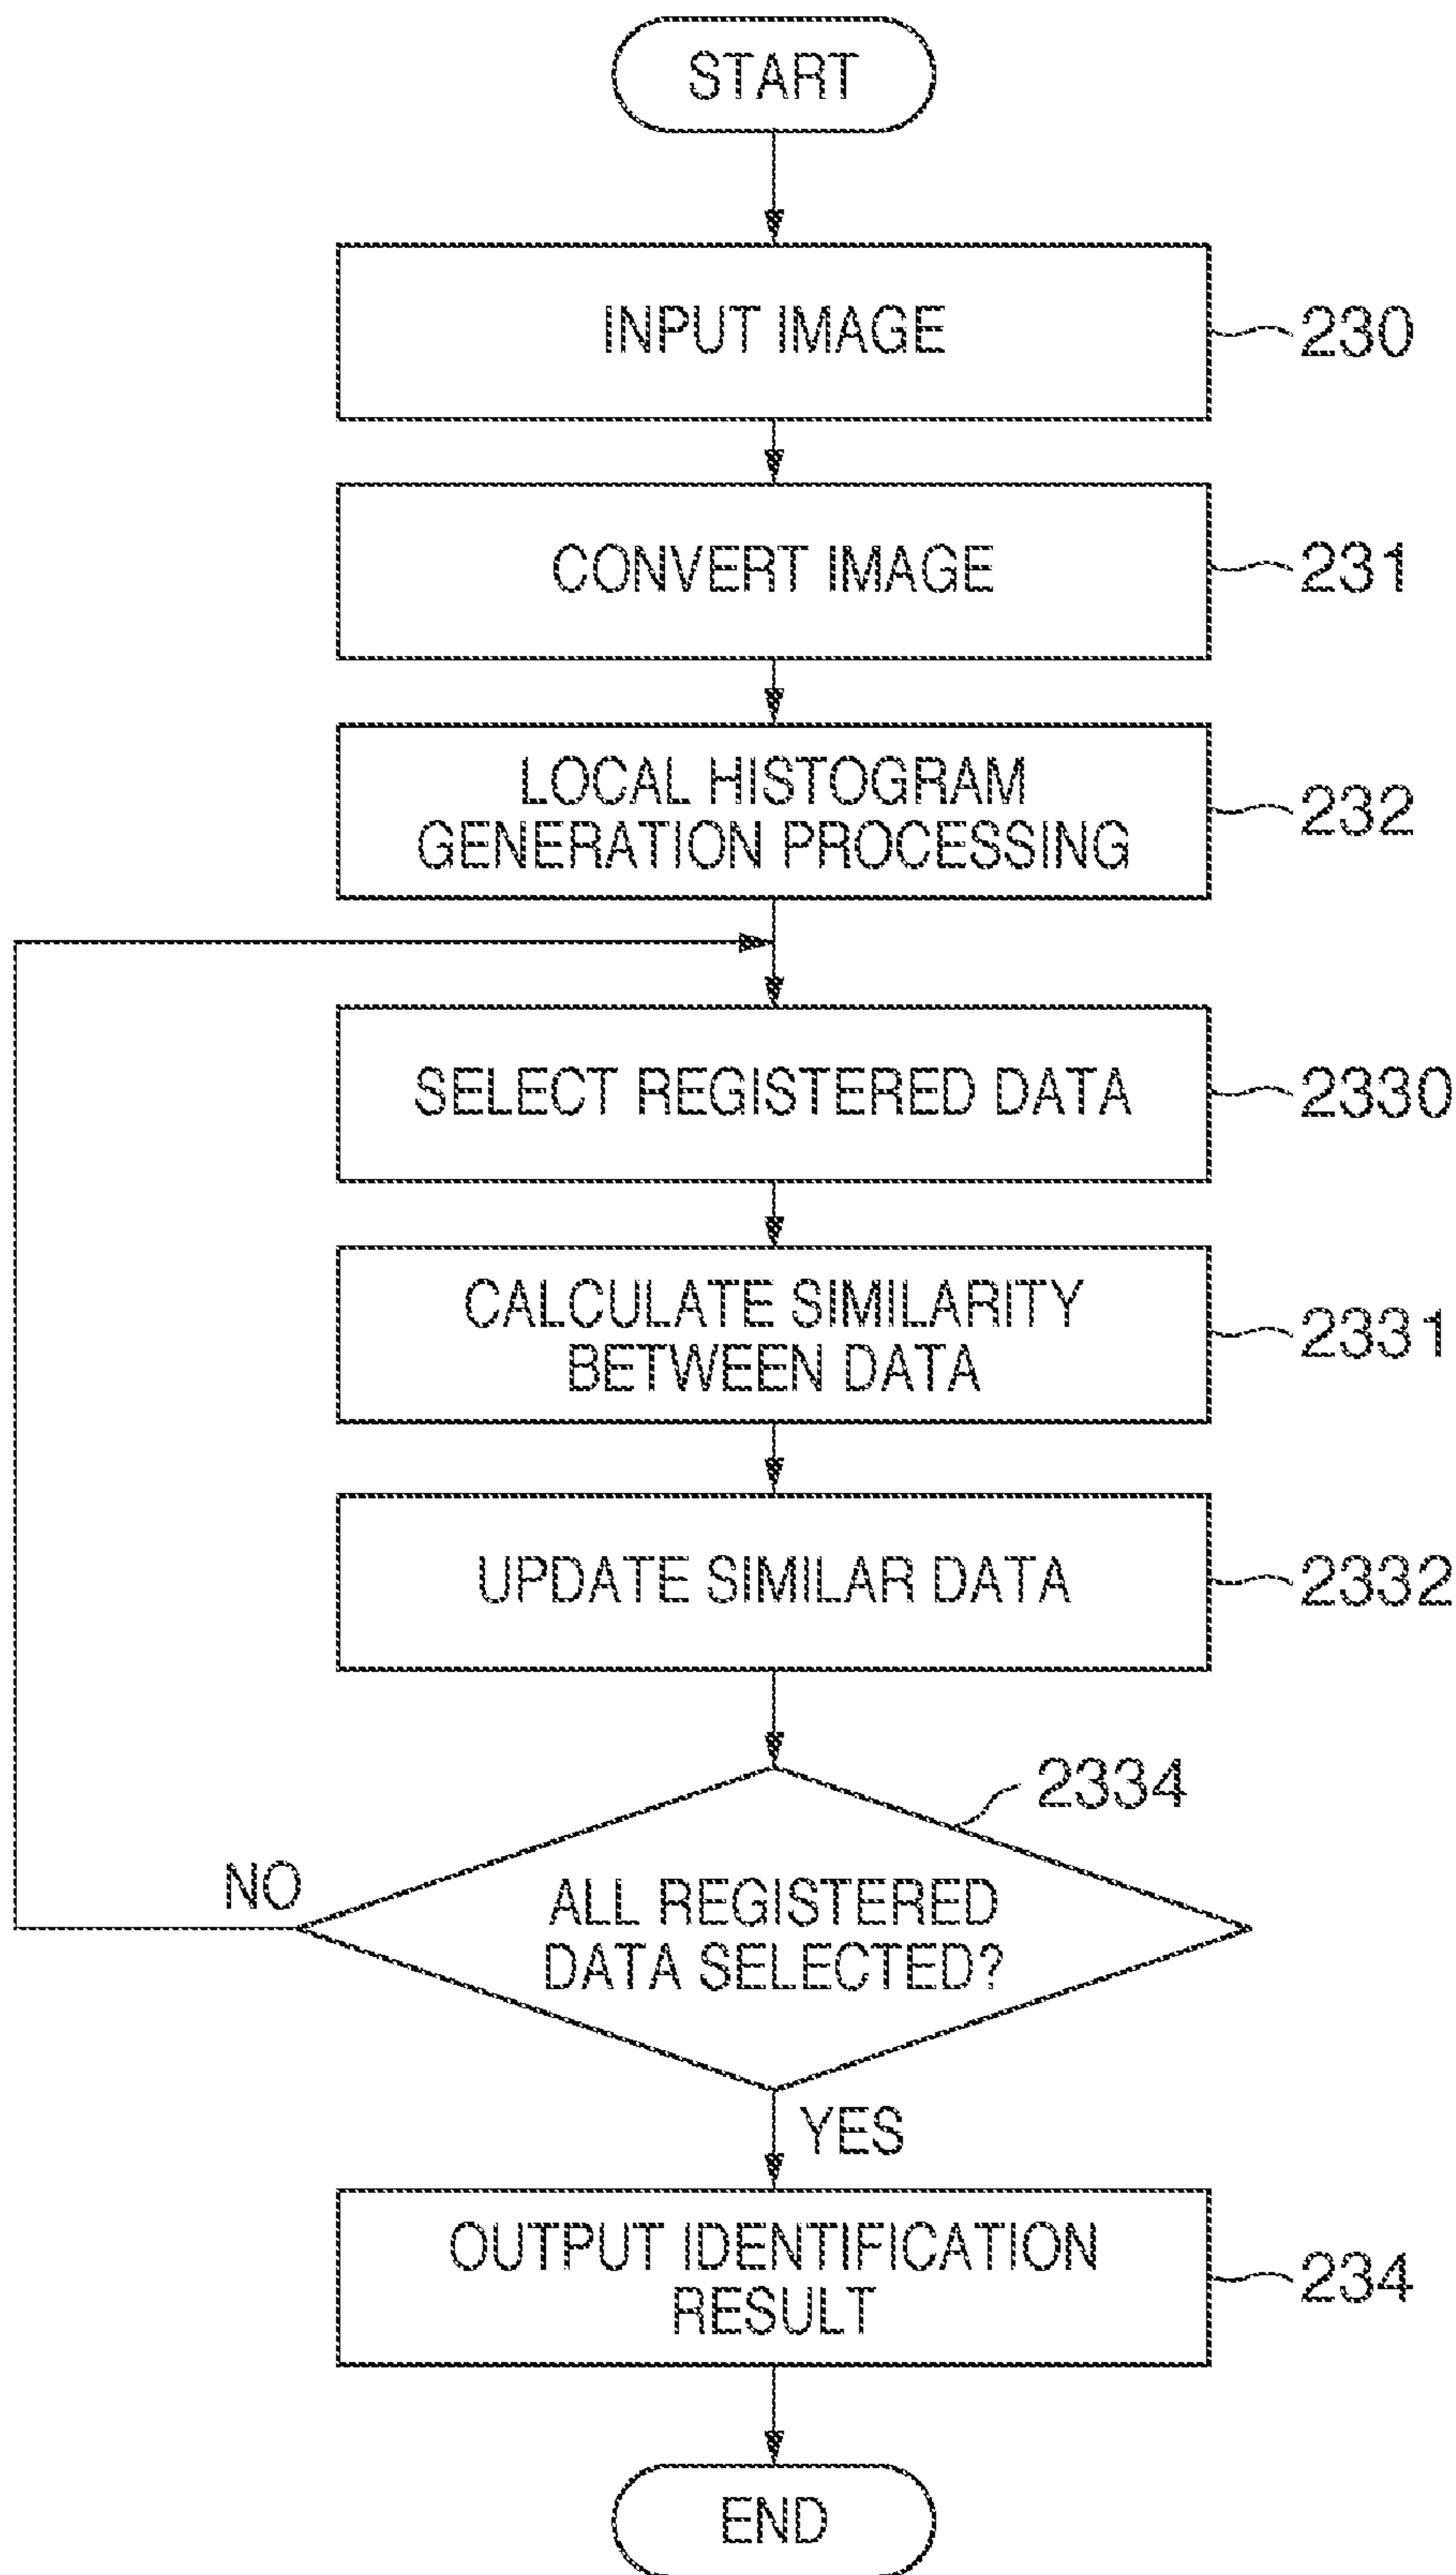 START
INPUT IMAGE
230
CONVERT IMAGE
231
LOCAL HISTOGRAM
GENERATION PROCESSING
232
SELECT REGISTERED DATA
2330
CALCULATE SIMILARITY
BETWEEN DATA
2331
UPDATE SIMILAR DATA
2332
2334
NO
ALL REGISTERED
DATA SELECTED?
YES
OUTPUT IDENTIFICATION
RESULT
234
END